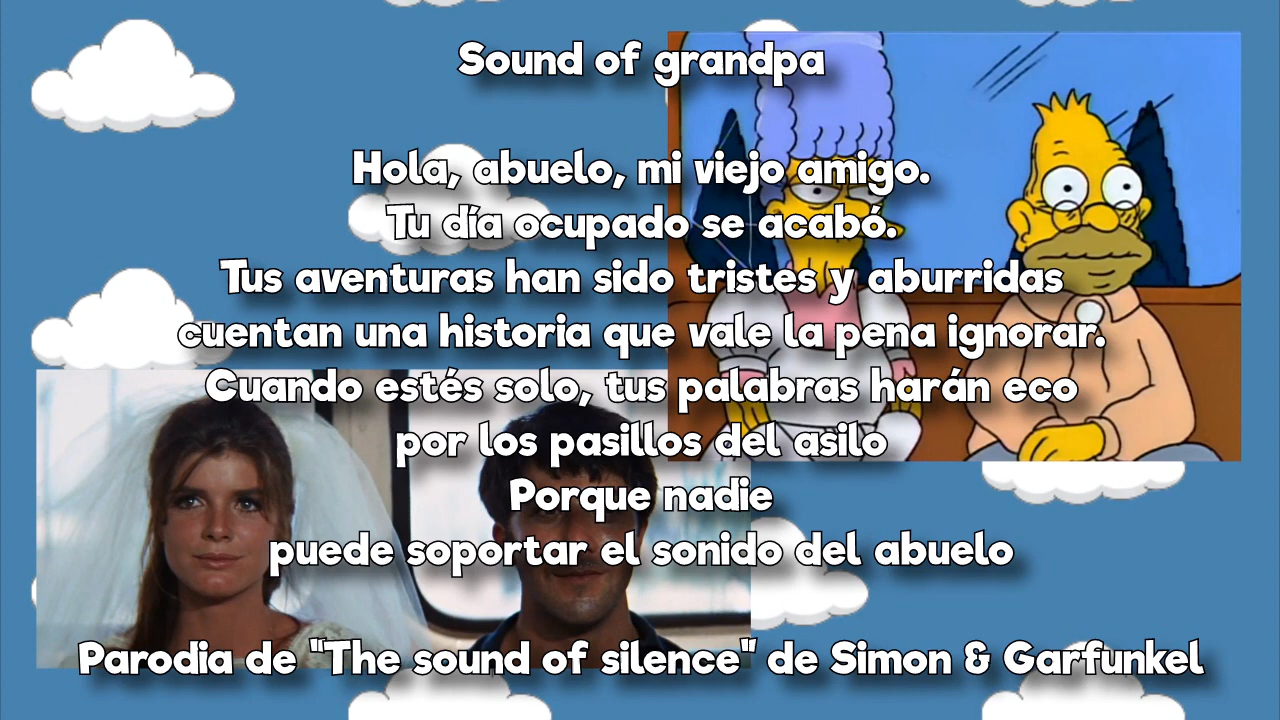 Sound of grandpa
Hola, abuelo, mi viejo amigo.
Tu día ocupado se acabó.
Tus aventuras han sido tristes y aburridas
cuentan una historia que vale la pena ignorar.
Cuando estés solo, tus palabras harán eco
por los pasillos del asilo
Porque nadie
puede soportar el sonido del abuelo
Parodia de "The sound of silence" de Simon & Garfunkel